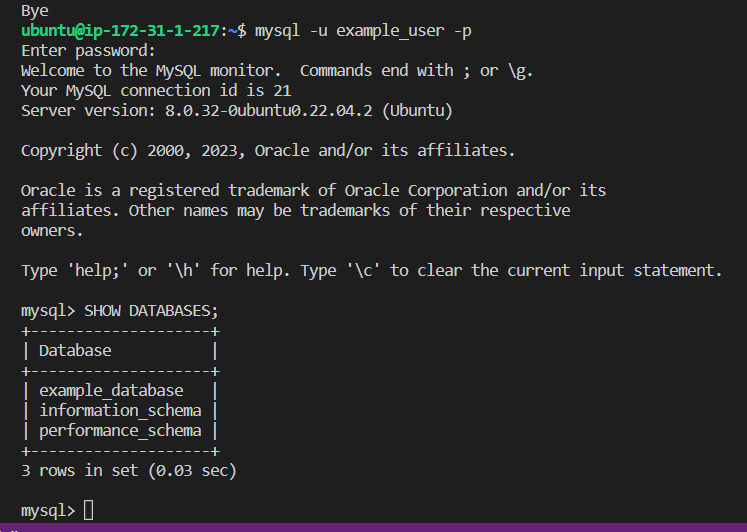 Bye
ubuntu@ip-172-31-1-217:~$ mysql -u example_user -p
Enter password:
Welcome to the MySQL monitor.  Commands end with ; or \g.
Your MySQL connection id is 21
Server version: 8.0.32-0ubuntu0.22.04.2 (Ubuntu)

Copyright (c) 2000, 2023, Oracle and/or its affiliates.

Oracle is a registered trademark of Oracle Corporation and/or its
affiliates. Other names may be trademarks of their respective
owners.

Type 'help;' or '\h' for help. Type '\c' to clear the current input statement.

mysql> SHOW DATABASES;
+--------------------+
| Database           |
+--------------------+
| example_database   |
| information_schema |
| performance_schema |
+--------------------+
3 rows in set (0.03 sec)

mysql>